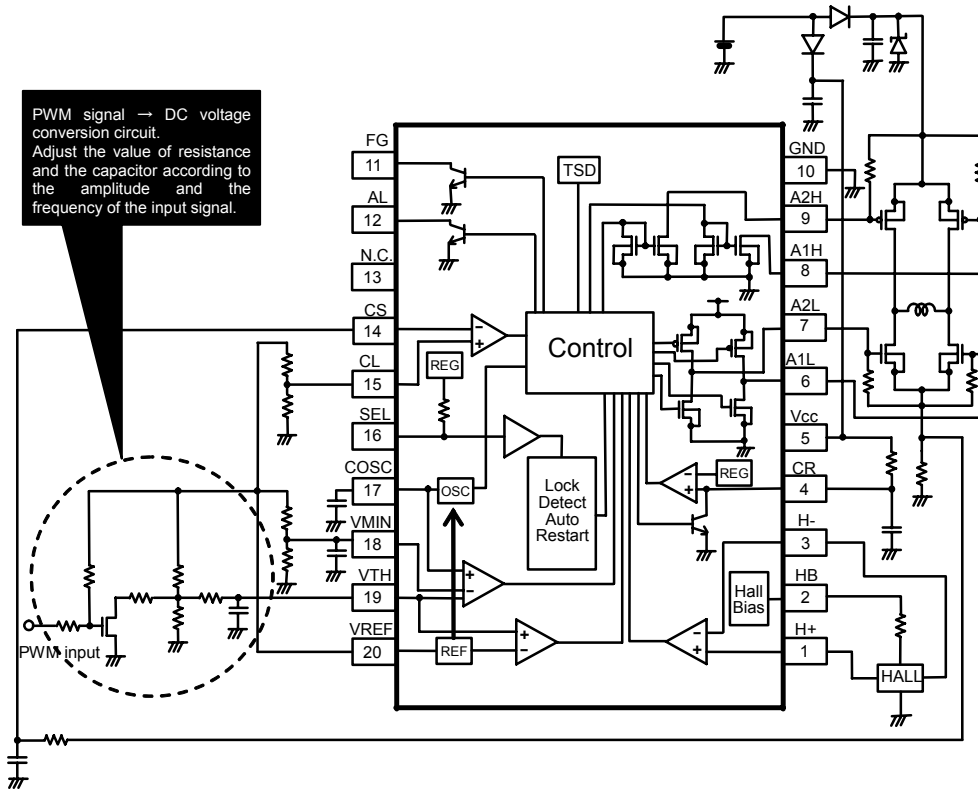 PWM signal → DC voltage
conversion circuit.
Adjust the value of resistance
and the capacitor according to
the amplitude and the
frequency of the input signal.
FG
11
AL
12
N.C.
13
CS
14
CL
15
SEL
16
COSC
17
VMIN
18
VTH
19
VREF
20
PWM input
TSD
Control
REG
OSC
Lock
Detect
Auto
Restart
REF
REG
Hall
Bias
GND
10
A2H
9
A1H
8
A2L
7
A1L
6
Vcc
5
CR
4
H-
3
HB
2
H+
1
HALL